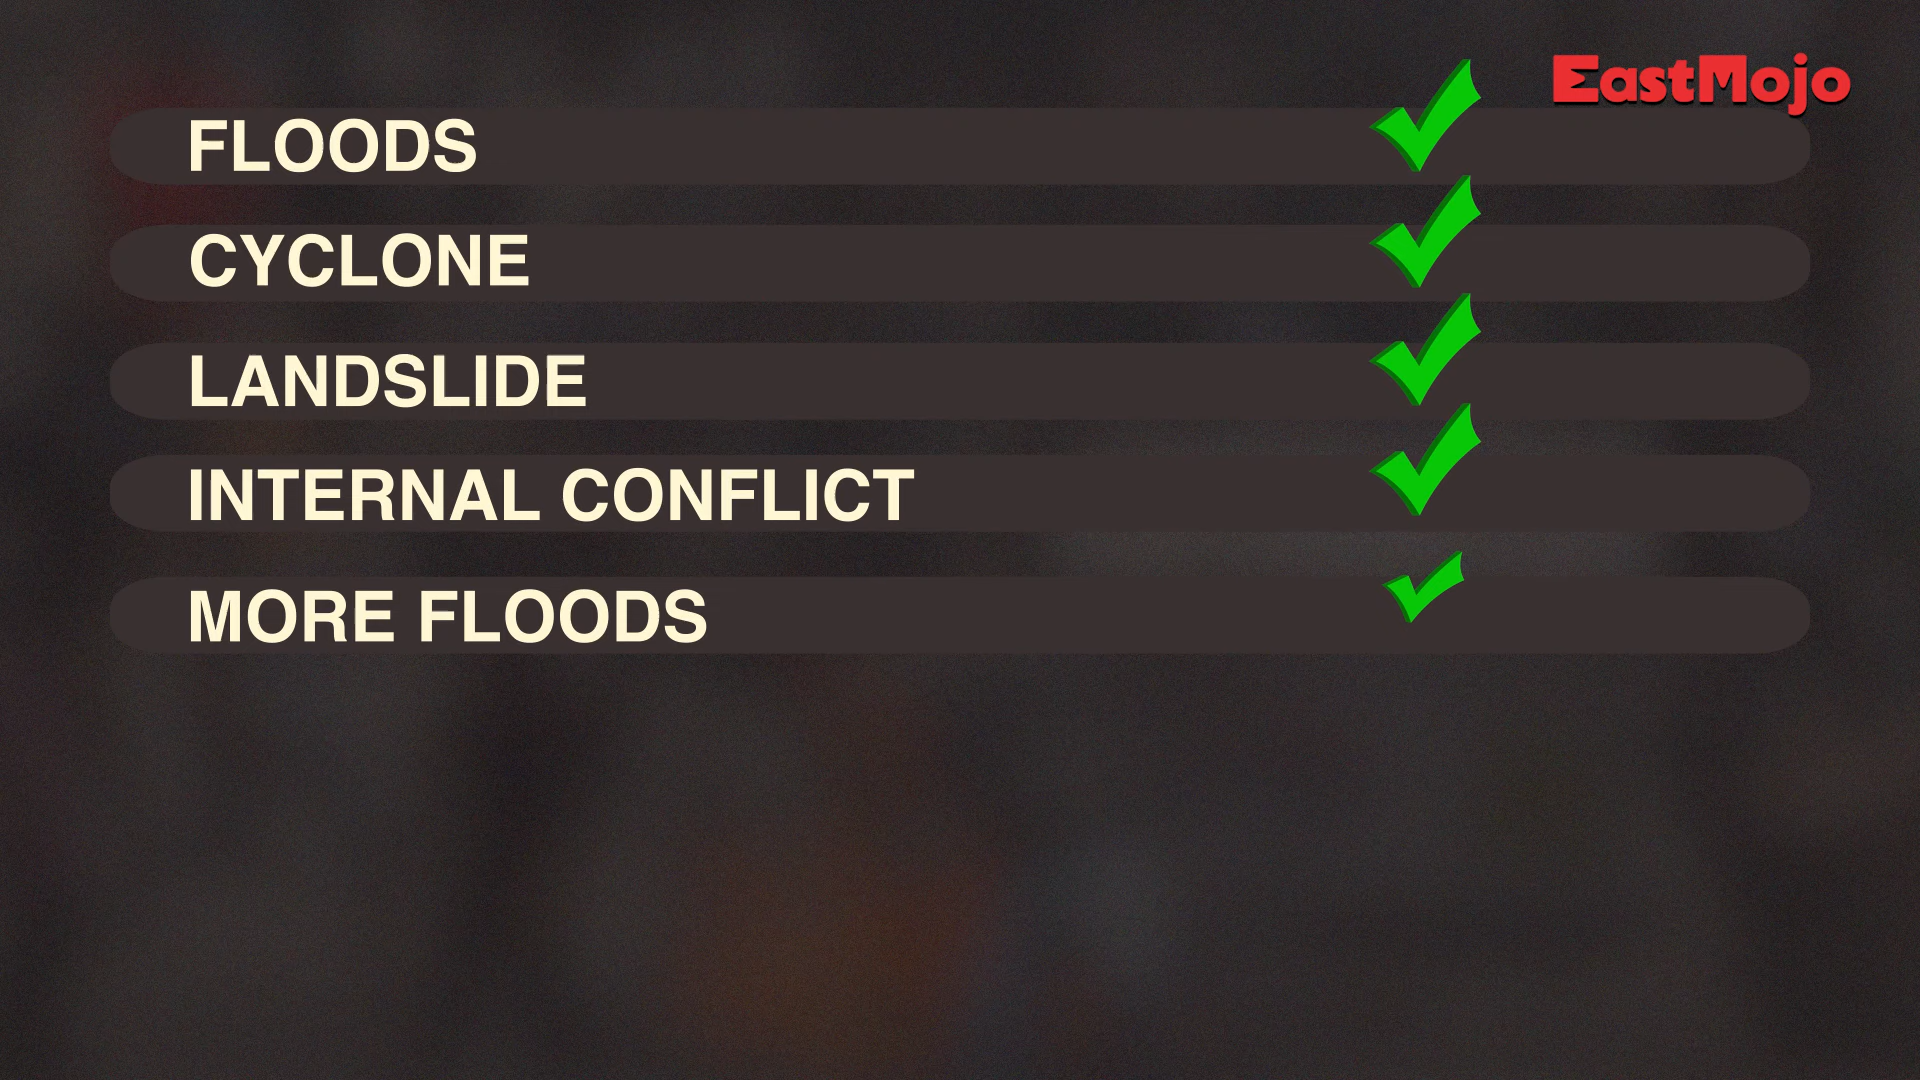 EastMojo
FLOODS
CYCLONE
LANDSLIDE
INTERNAL CONFLICT
MORE FLOODS